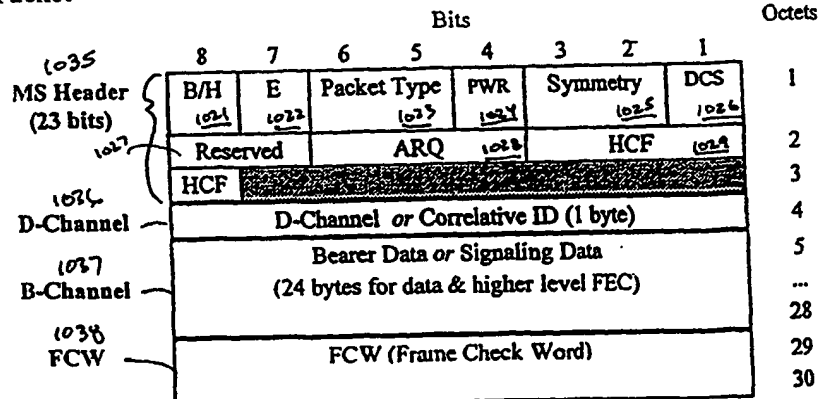 Bits Octets
8 7 6 5 4 3 2 1
1035
MS Header
(23 bits)
B/H E Packet Type PWR Symmetry DCS 1
1021 1022 1023 1024 1025 1026
1027 Reserved ARQ 1028 HCF 1029 2
HCF 3
1036
D-Channel D-Channel or Correlative ID (1 byte) 4
1037
B-Channel
Bearer Data or Signaling Data 5
(24 bytes for data & higher level FEC) ...
28
1038
FCW
FCW (Frame Check Word) 29
30